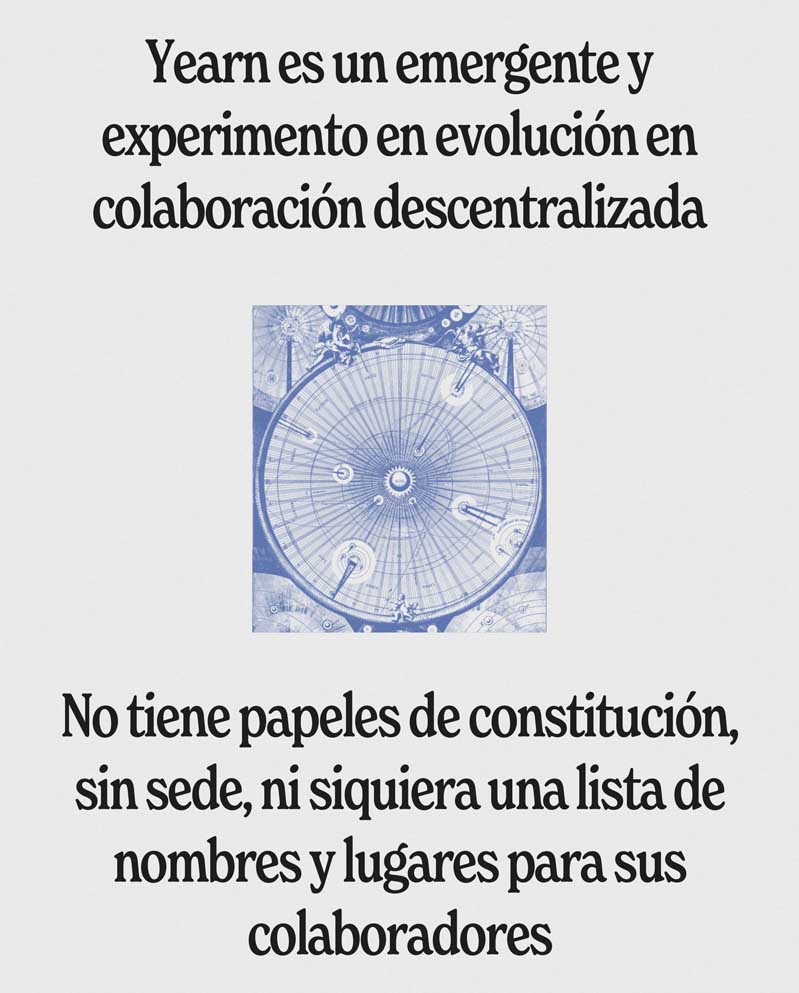 Yearn es un emergente y
experimento en evolución en
colaboración descentralizada
No tiene papeles de constitución,
sin sede, ni siquiera una lista de
nombres y lugares para sus
colaboradores